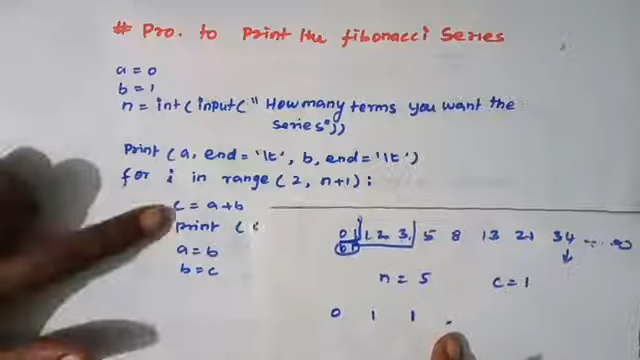 # Pro. to Print the fibonacci Series
a = 0
b = 1
n = int(input(" How many terms you want the
series"))
Print (a, end = '\t', b, end = '\t')
for i in range (2, n+1):
c = a+b
Print (c
a = b
b = c
0 1 1 2 3, 5 8 13 21 34 ... ∞
0 1
n = 5 c = 1
0 1 1